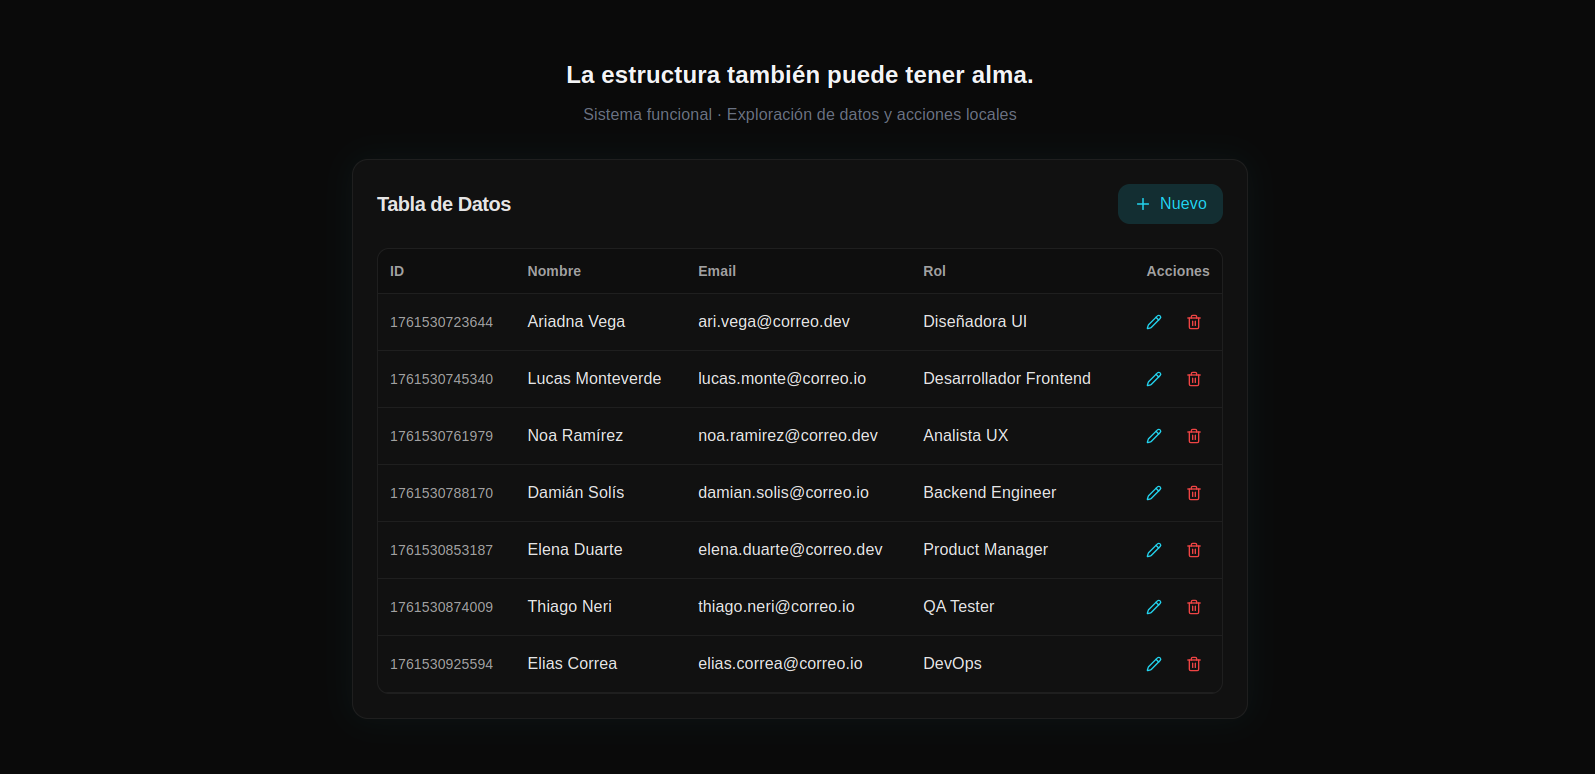 La estructura también puede tener alma.
Sistema funcional · Exploración de datos y acciones locales
Tabla de Datos
Nuevo
ID Nombre Email Rol Acciones
1761530723644 Ariadna Vega ari.vega@correo.dev Diseñadora UI
1761530745340 Lucas Monteverde lucas.monte@correo.io Desarrollador Frontend
1761530761979 Noa Ramírez noa.ramirez@correo.dev Analista UX
1761530788170 Damián Solís damian.solis@correo.io Backend Engineer
1761530853187 Elena Duarte elena.duarte@correo.dev Product Manager
1761530874009 Thiago Neri thiago.neri@correo.io QA Tester
1761530925594 Elias Correa elias.correa@correo.io DevOps